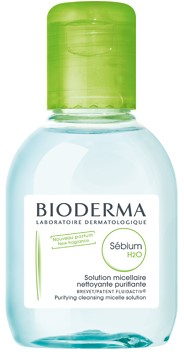 BIODERMA
LABORATOIRE DERMATOLOGIQUE
Nouveau parfum
New fragrance
Sébium
H2O
Solution micellaire
nettoyante purifiante
BREVET/PATENT FLUIDACTIV®
Purifying cleansing micelle solution